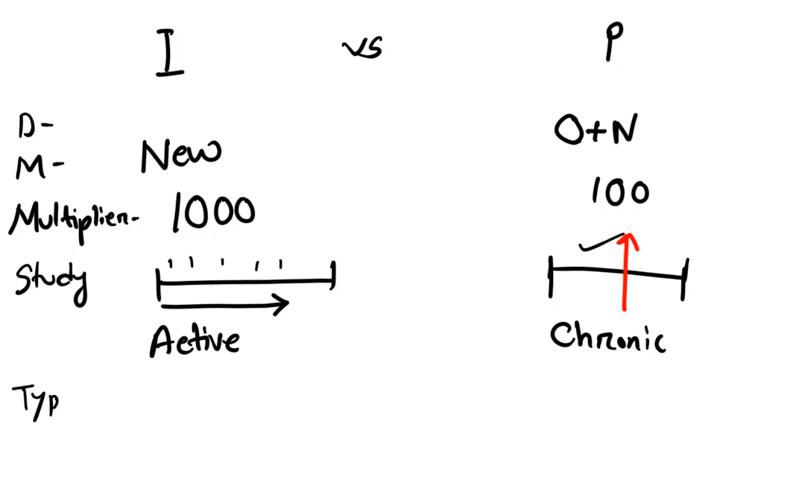 I vs P
D-
O+N
M- New
Multiplier- 1000 100
Study
Active Chronic
Typ